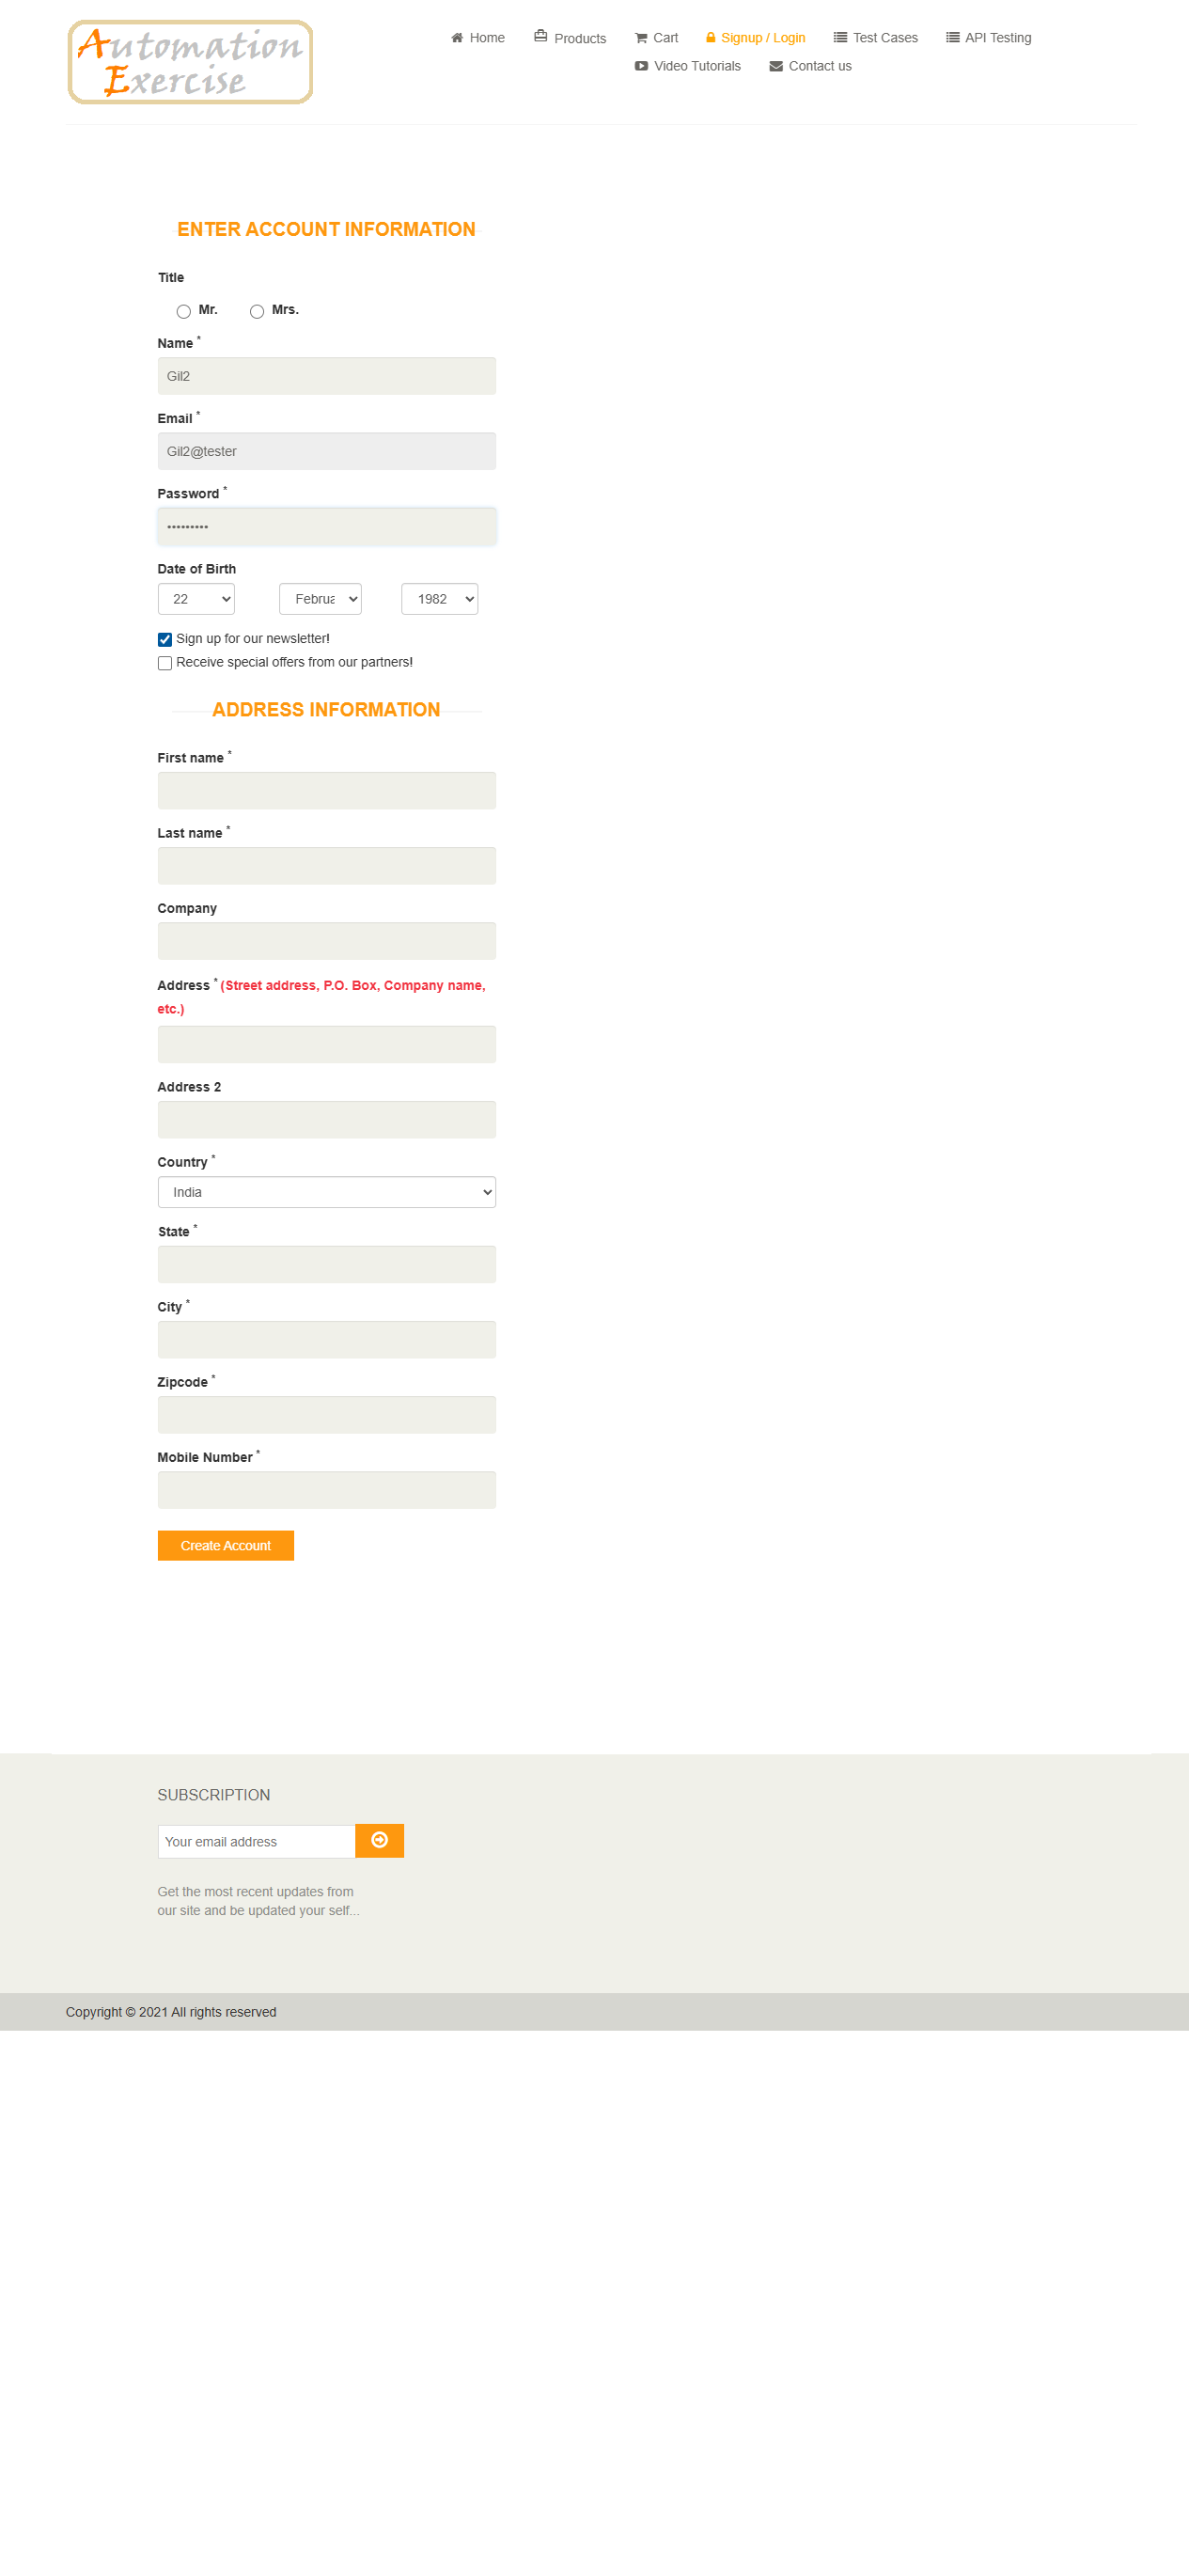 Automation
Exercise
Home Products Cart Signup / Login Test Cases API Testing
Video Tutorials Contact us
ENTER ACCOUNT INFORMATION
Title
Mr. Mrs.
Name *
Gil2
Email *
Gil2@tester
Password *
•••••••••
Date of Birth
22 Februa 1982
Sign up for our newsletter!
Receive special offers from our partners!
ADDRESS INFORMATION
First name *
Last name *
Company
Address * (Street address, P.O. Box, Company name,
etc.)
Address 2
Country *
India
State *
City *
Zipcode *
Mobile Number *
Create Account
SUBSCRIPTION
Your email address
Get the most recent updates from
our site and be updated your self...
Copyright © 2021 All rights reserved